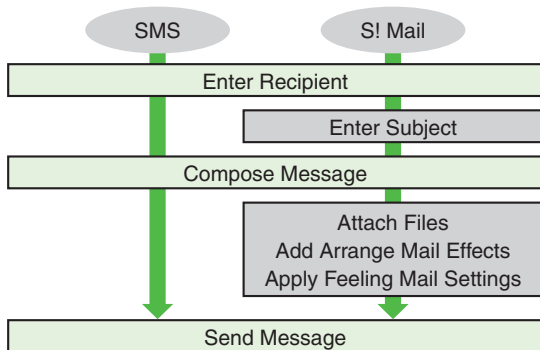 SMS
S! Mail
Enter Recipient
Enter Subject
Compose Message
Attach Files
Add Arrange Mail Effects
Apply Feeling Mail Settings
Send Message